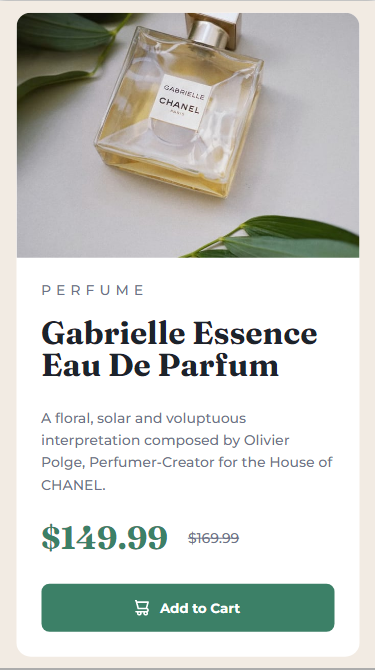 GABRIELLE
CHANEL
PARIS
PERFUME
Gabrielle Essence
Eau De Parfum
A floral, solar and voluptuous
interpretation composed by Olivier
Polge, Perfumer-Creator for the House of
CHANEL.
$149.99 $169.99
Add to Cart